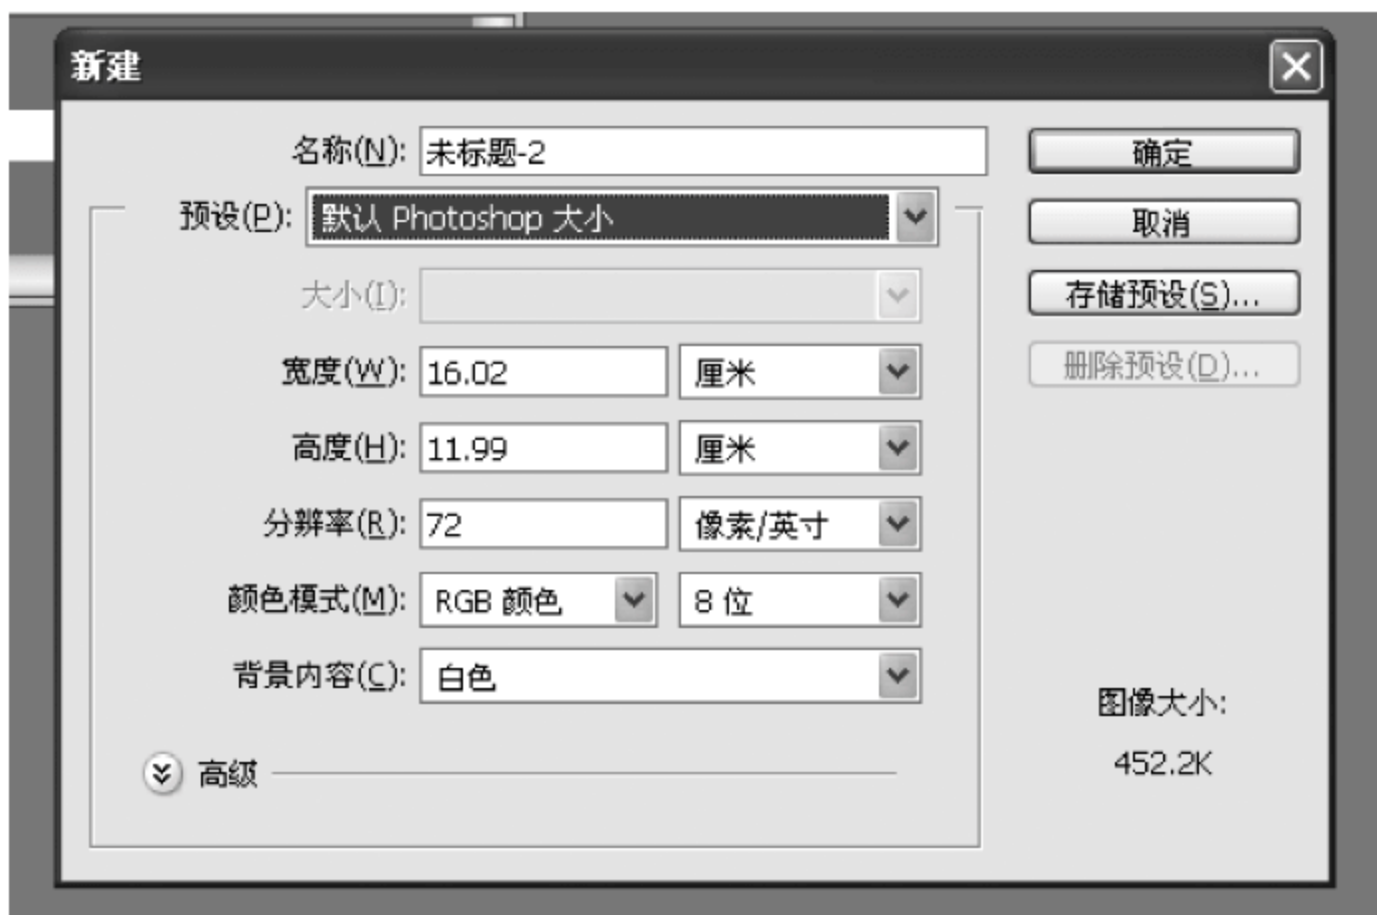 新建
名称(N): 未标题-2
预设(P): 默认 Photoshop 大小
大小(I):
宽度(W): 16.02 厘米
高度(H): 11.99 厘米
分辨率(R): 72 像素/英寸
颜色模式(M): RGB 颜色 8 位
背景内容(C): 白色
高级
确定
取消
存储预设(S)...
删除预设(D)...
图像大小:
452.2K